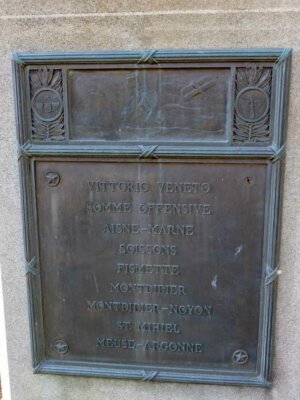 VITTORIO VENETO
SOMME OFFENSIVE
AISNE-MARNE
SOISSONS
FISMETTE
MONTDIDIER
MONTDIDIER-NOYON
ST. MIHIEL
MEUSE-ARGONNE